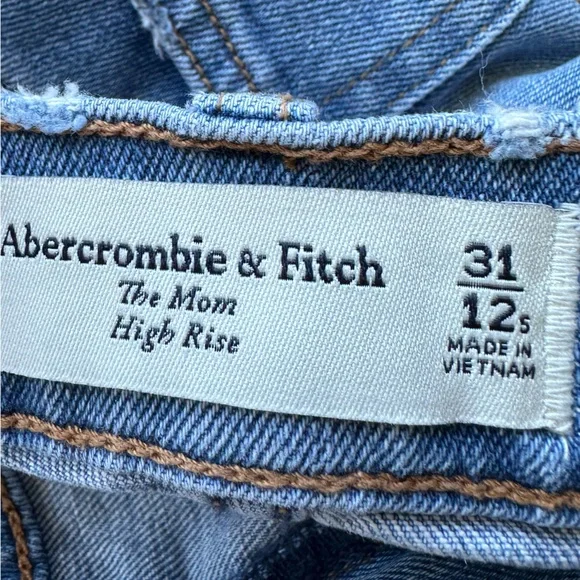 Abercrombie & Fitch
The Mom
High Rise
31
12s
MADE IN
VIETNAM